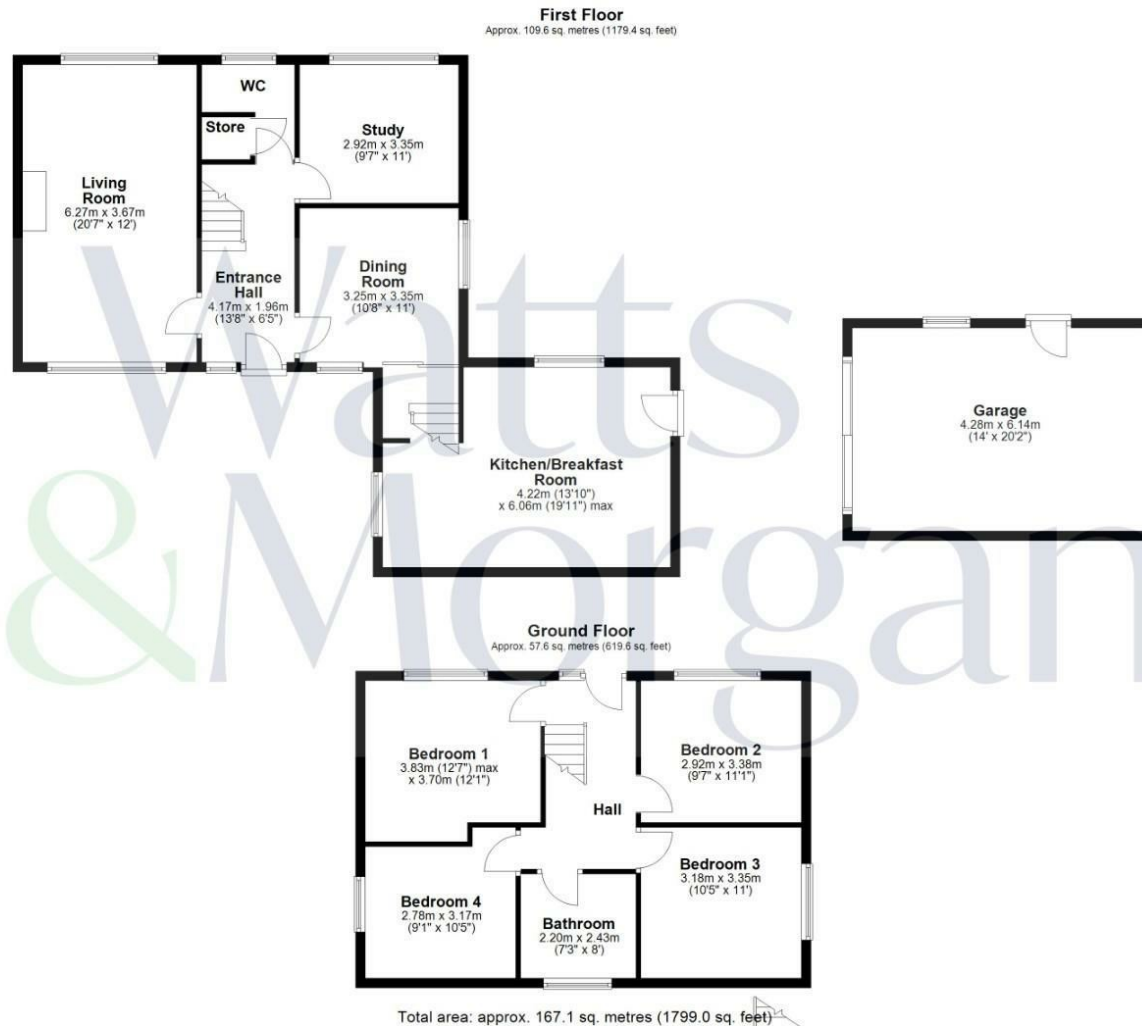 First Floor
Approx. 109.6 sq. metres (1179.4 sq. feet)
WC
Store
Study
2.92m x 3.35m
(9'7" x 11')
Living
Room
6.27m x 3.67m
(20'7" x 12')
Entrance
Hall
4.17m x 1.96m
(13'8" x 6'5")
Dining
Room
3.25m x 3.35m
(10'8" x 11')
Kitchen/Breakfast
Room
4.22m (13'10")
x 6.06m (19'11") max
Garage
4.28m x 6.14m
(14' x 20'2")
Watts
&Morgan
Ground Floor
Approx. 57.6 sq. metres (619.6 sq. feet)
Bedroom 1
3.83m (12'7") max
x 3.70m (12'1")
Bedroom 2
2.92m x 3.38m
(9'7" x 11'1")
Hall
Bedroom 3
3.18m x 3.35m
(10'5" x 11')
Bedroom 4
2.78m x 3.17m
(9'1" x 10'5")
Bathroom
2.20m x 2.43m
(7'3" x 8')
Total area: approx. 167.1 sq. metres (1799.0 sq. feet)